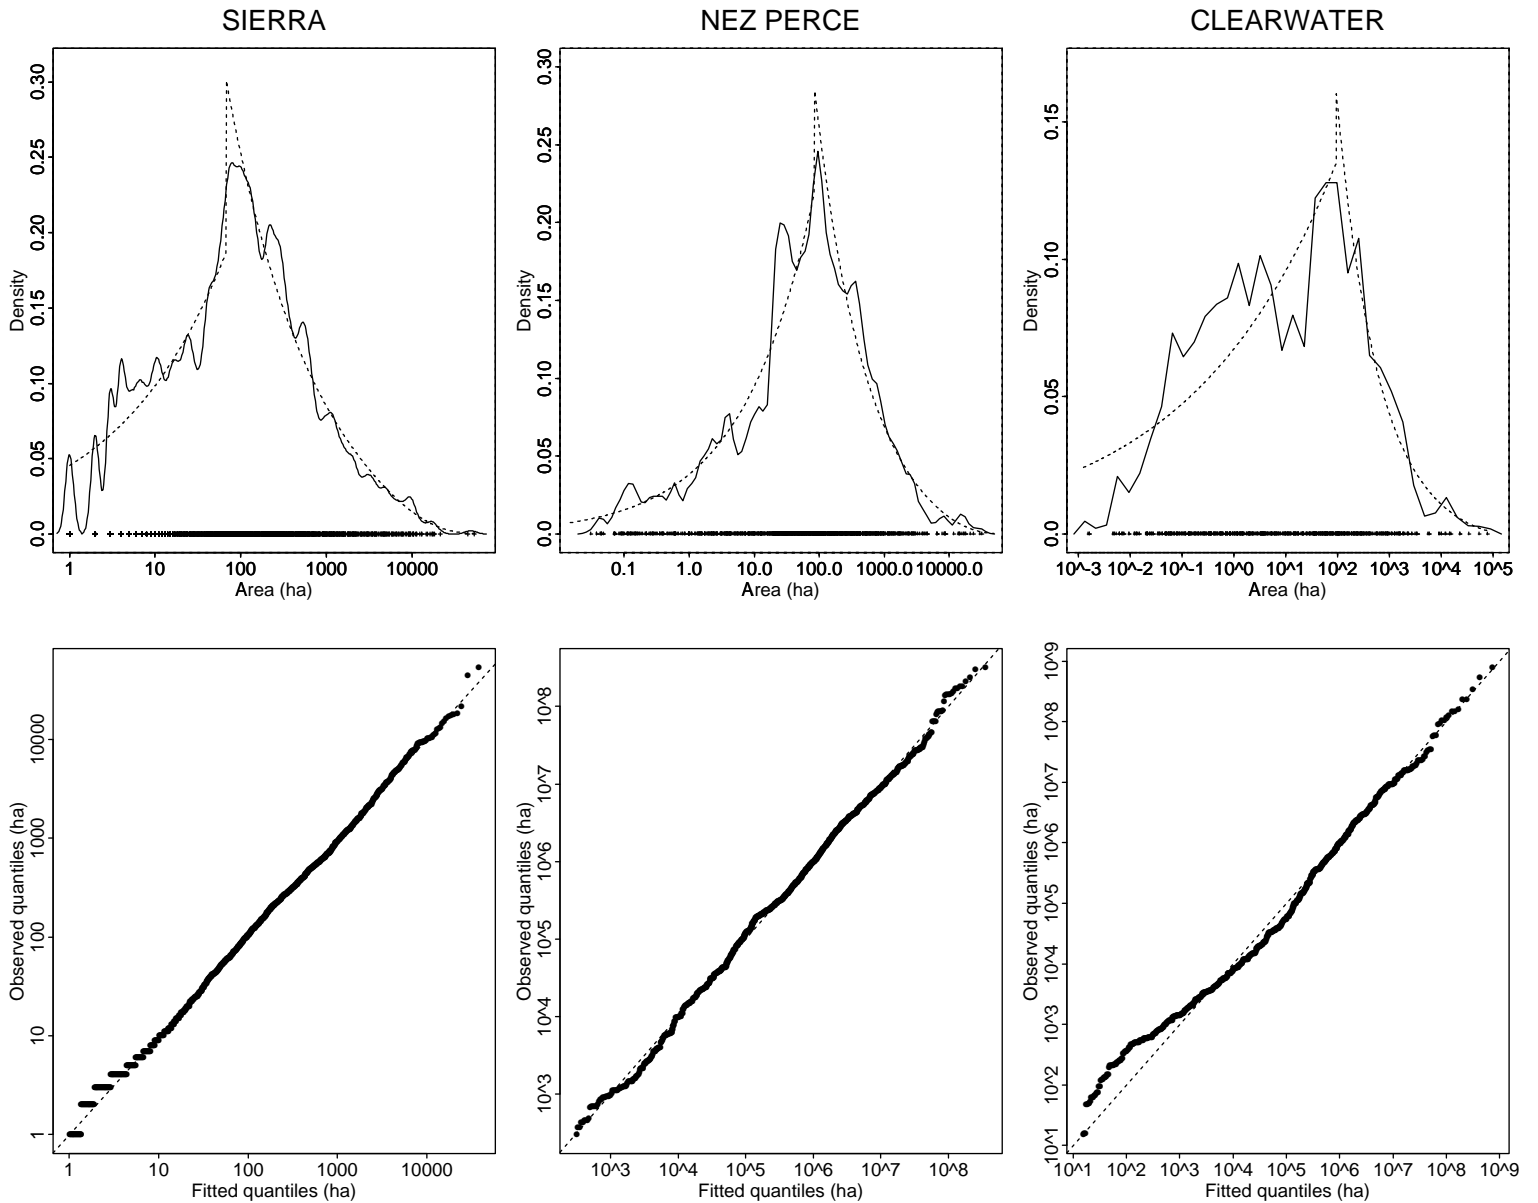 SIERRA
NEZ PERCE
CLEARWATER
Density
0.0 0.05 0.10 0.15 0.20 0.25 0.30
1 10 100 1000 10000
Area (ha)
Density
0.0 0.05 0.10 0.15 0.20 0.25 0.30
0.1 1.0 10.0 100.0 1000.0 10000.0
Area (ha)
Density
0.0 0.05 0.10 0.15
10^-3 10^-2 10^-1 10^0 10^1 10^2 10^3 10^4 10^5
Area (ha)
Observed quantiles (ha)
1 10 100 1000 10000
1 10 100 1000 10000
Fitted quantiles (ha)
Observed quantiles (ha)
10^3 10^4 10^5 10^6 10^7 10^8
10^3 10^4 10^5 10^6 10^7 10^8
Fitted quantiles (ha)
Observed quantiles (ha)
10^1 10^2 10^3 10^4 10^5 10^6 10^7 10^8 10^9
10^1 10^2 10^3 10^4 10^5 10^6 10^7 10^8 10^9
Fitted quantiles (ha)